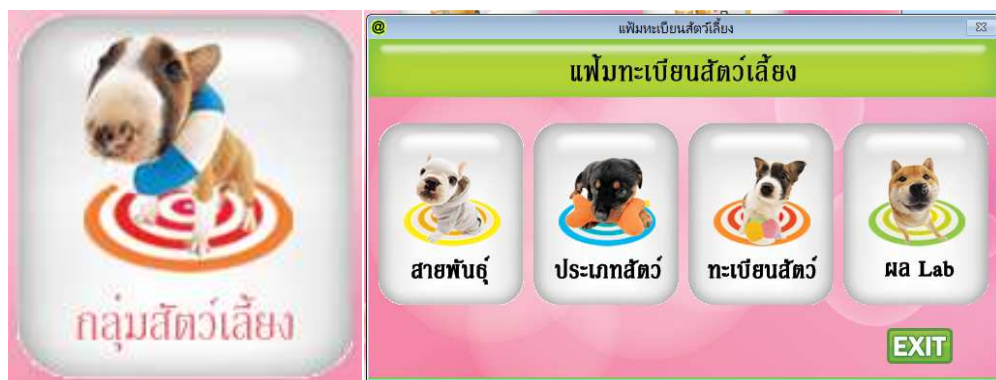 กลุ่มสัตว์เลี้ยง
@
แฟ้มทะเบียนสัตว์เลี้ยง
แฟ้มทะเบียนสัตว์เลี้ยง
สายพันธุ์
ประเภทสัตว์
ทะเบียนสัตว์
ผล Lab
EXIT